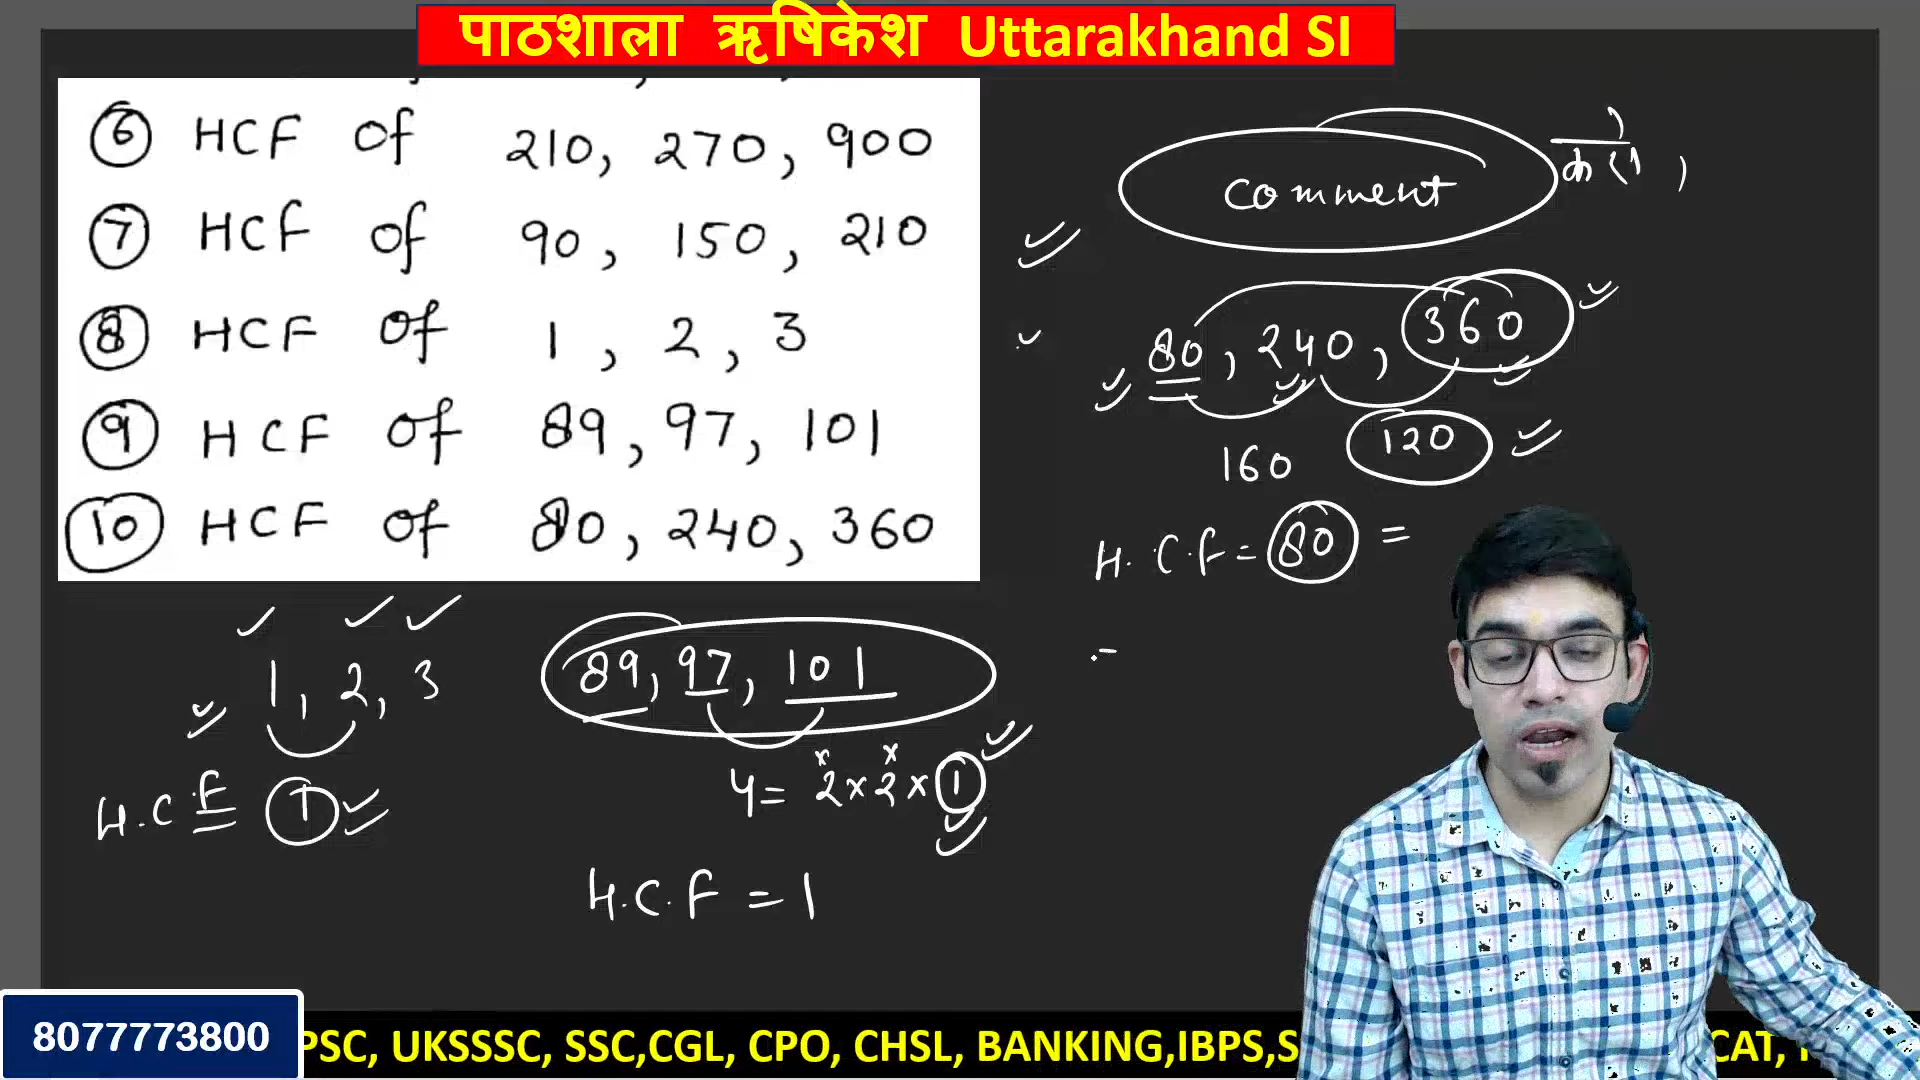 पाठशाला ऋषिकेश Uttarakhand SI
6 HCF of 210, 270, 900
7 HCF of 90, 150, 210
8 HCF of 1, 2, 3
9 HCF of 89, 97, 101
10 HCF of 80, 240, 360
comment
80, 240, 360
160 120
H.C.F = 80 =
1, 2, 3
H.C.F 1
89, 97, 101
4 = 2 x 2 x 1
H.C.F = 1
8077773800
PSC, UKSSSC, SSC,CGL, CPO, CHSL, BANKING,IBPS,S CAT,